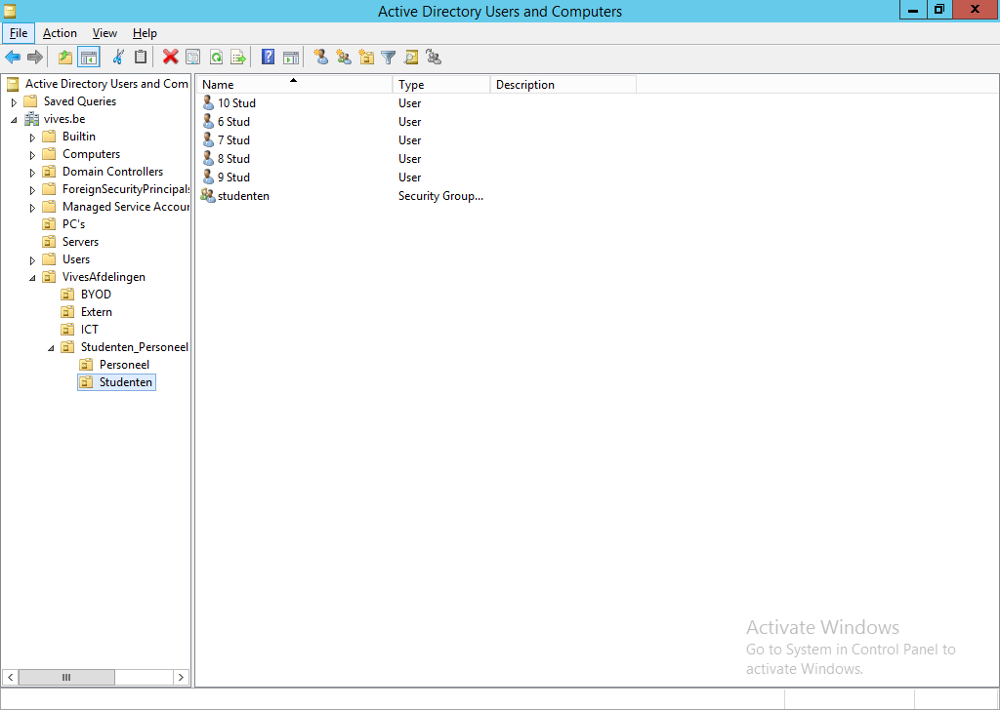 Active Directory Users and Computers
File Action View Help
Active Directory Users and Com
Saved Queries
vives.be
Builtin
Computers
Domain Controllers
ForeignSecurityPrincipals
Managed Service Accour
PC's
Servers
Users
VivesAfdelingen
BYOD
Extern
ICT
Studenten_Personeel
Personeel
Studenten
Name Type Description
10 Stud User
6 Stud User
7 Stud User
8 Stud User
9 Stud User
studenten Security Group...
Activate Windows
Go to System in Control Panel to
activate Windows.